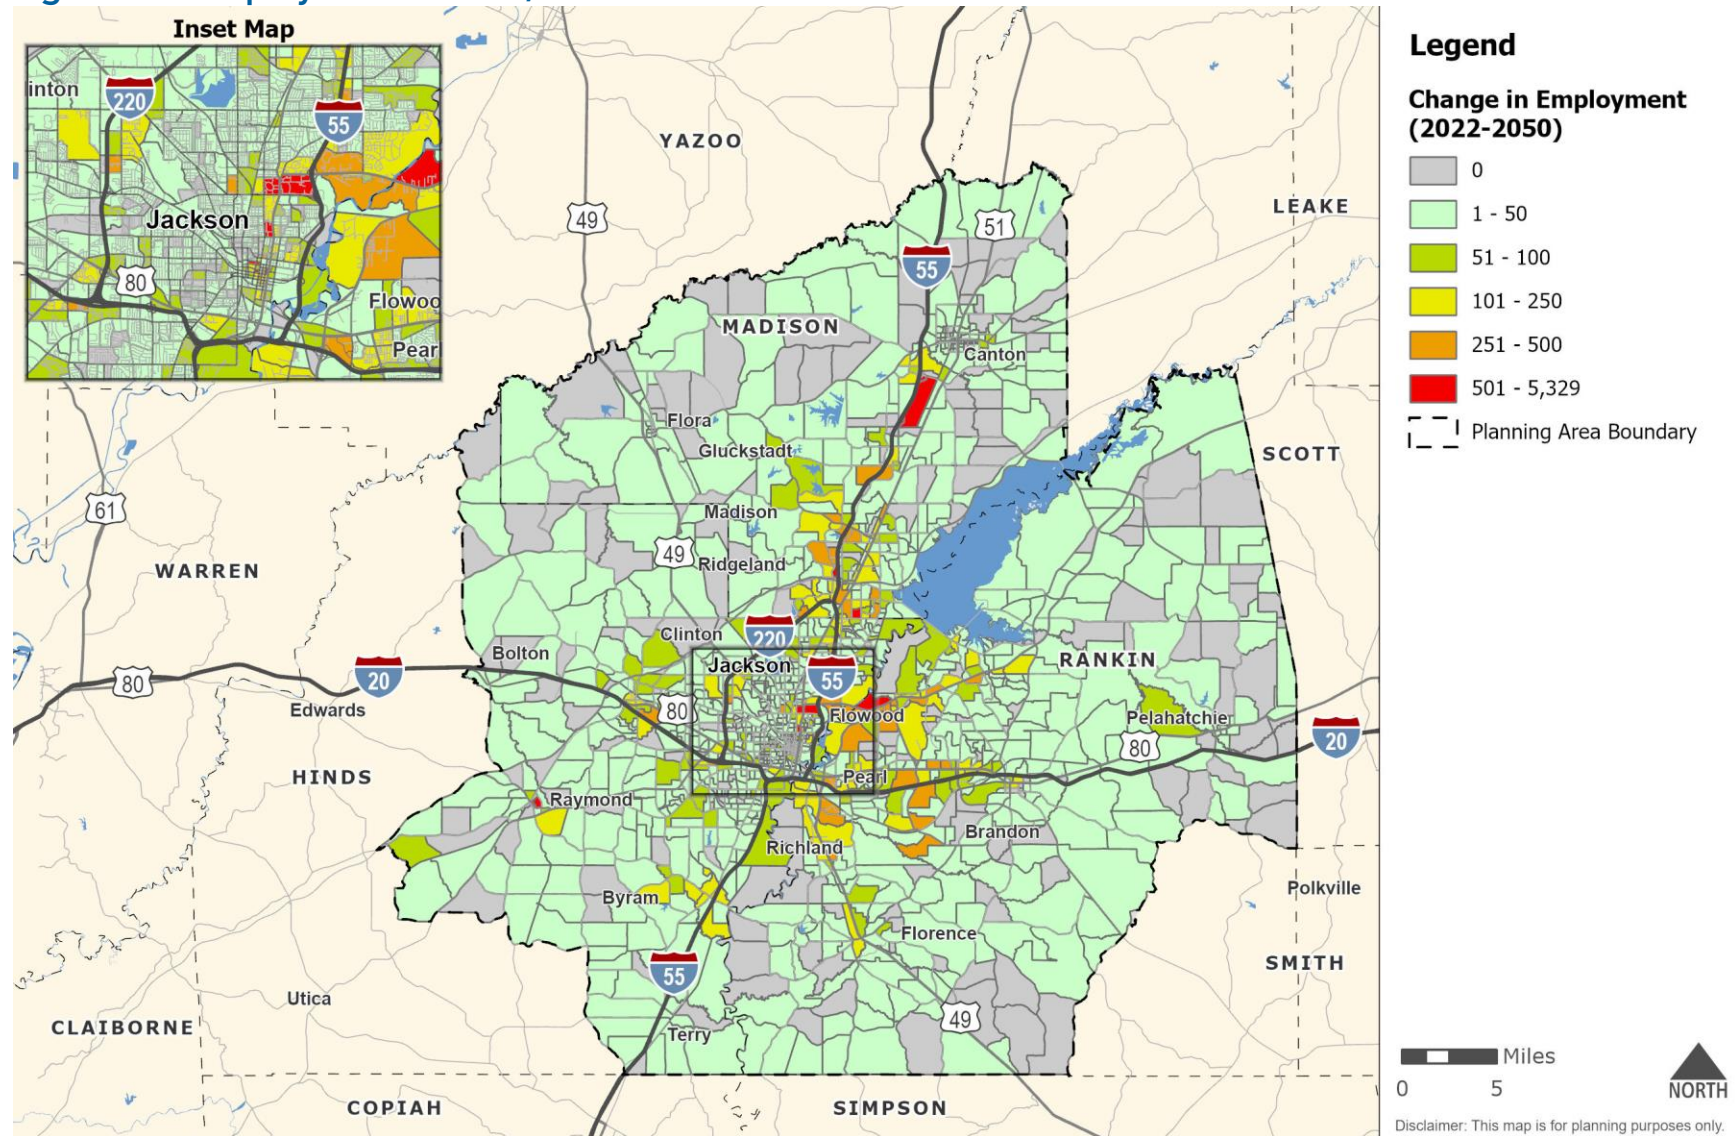 Inset Map
inton
220
55
Jackson
80
Flowoo
Pear
YAZOO
LEAKE
49
51
55
MADISON
Canton
Flora
Gluckstadt
SCOTT
61
Madison
49
Ridgeland
WARREN
220
Clinton
Bolton
Jackson
55
RANKIN
80
20
Edwards
80
Flowood
Pelahatchie
80
20
HINDS
Pearl
Raymond
Brandon
Richland
Byram
Polkville
Florence
55
SMITH
Utica
49
CLAIBORNE
Terry
COPIAH
SIMPSON
Legend
Change in Employment
(2022-2050)
0
1 - 50
51 - 100
101 - 250
251 - 500
501 - 5,329
Planning Area Boundary
Miles
0 5
NORTH
Disclaimer: This map is for planning purposes only.